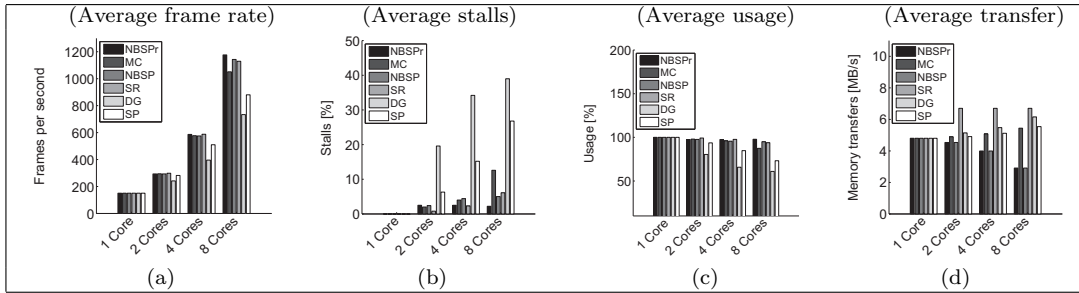 (Average frame rate)
(Average stalls)
(Average usage)
(Average transfer)
Frames per second
1200
1000
800
600
400
200
0
NBSPr
MC
NBSP
SR
DG
SP
1 Core
2 Cores
4 Cores
8 Cores
(a)
Stalls [%]
50
40
30
20
10
0
NBSPr
MC
NBSP
SR
DG
SP
1 Core
2 Cores
4 Cores
8 Cores
(b)
Usage [%]
200
150
100
50
NBSPr
MC
NBSP
SR
DG
SP
1 Core
2 Cores
4 Cores
8 Cores
(c)
Memory transfers [MB/s]
10
8
6
4
2
0
NBSPr
MC
NBSP
SR
DG
SP
1 Core
2 Cores
4 Cores
8 Cores
(d)